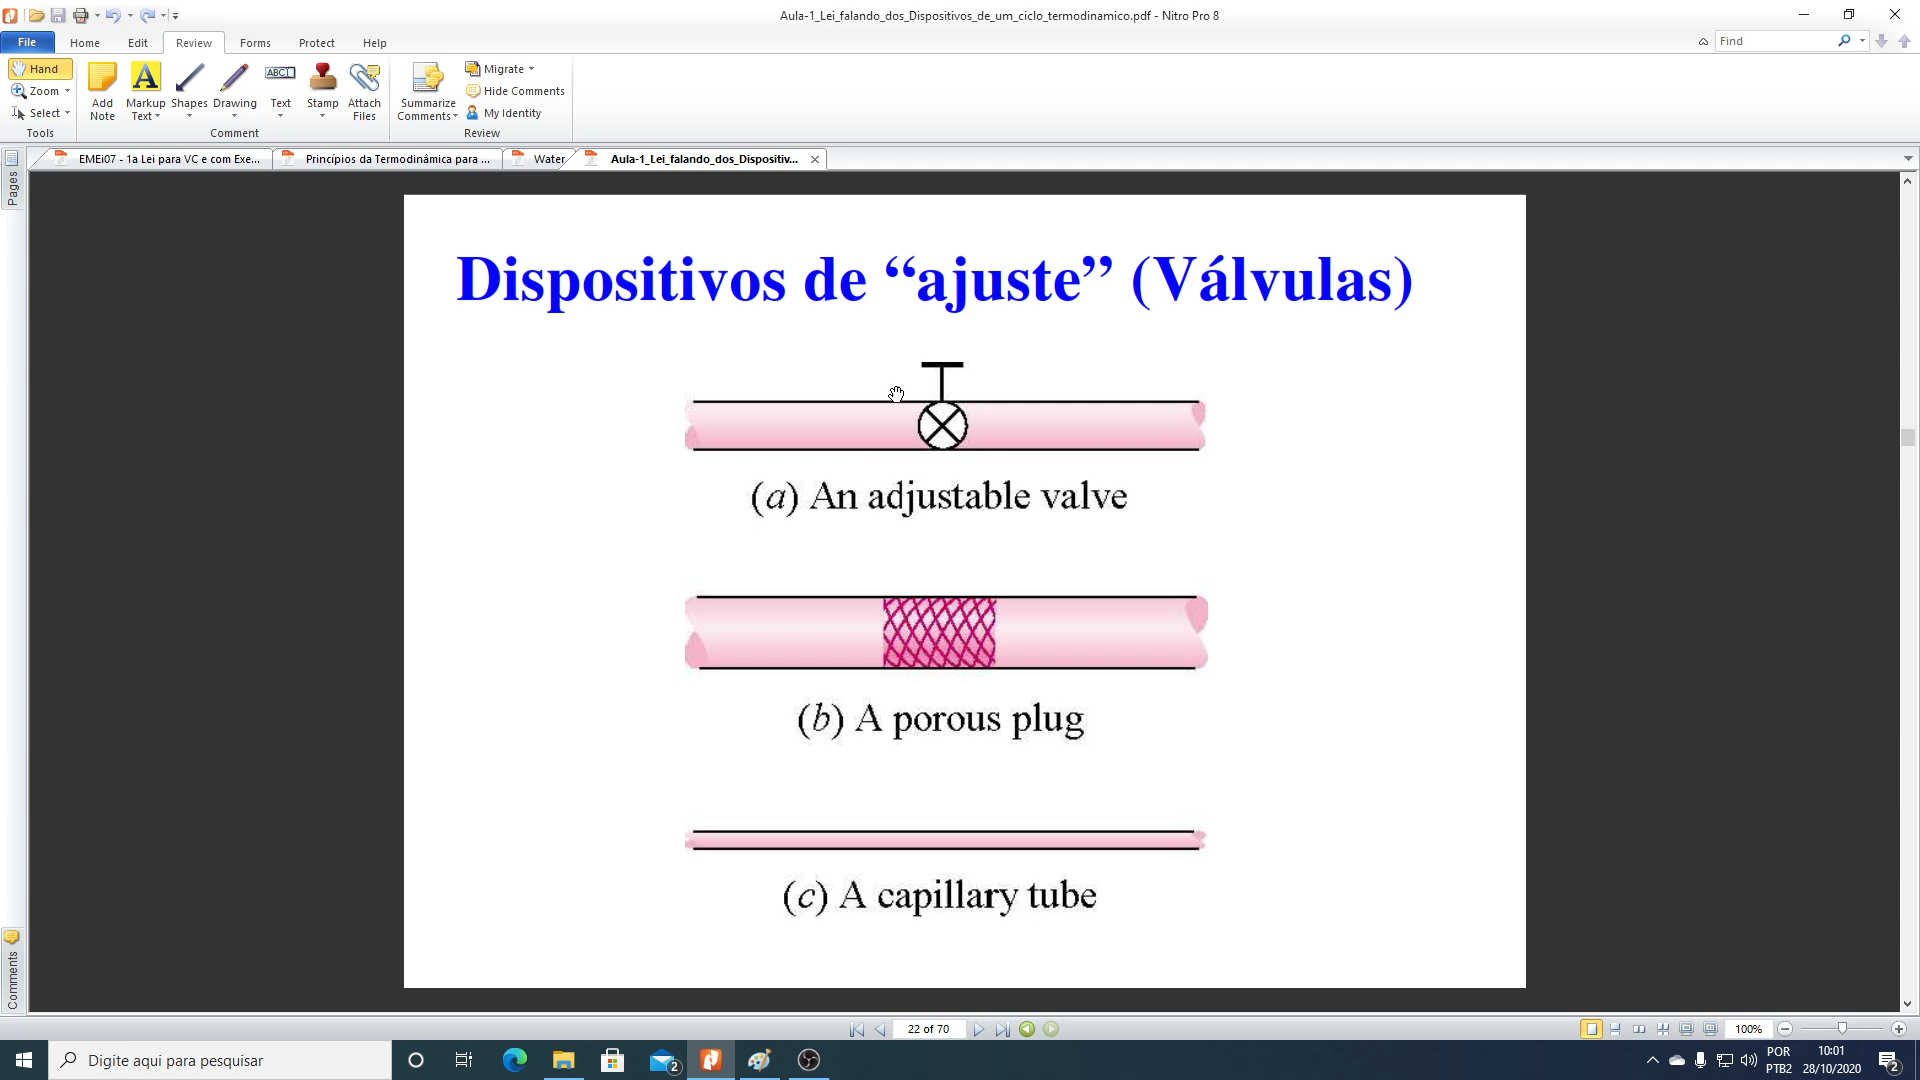 Aula-1_Lei_falando_dos_Dispositivos_de_um_ciclo_termodinamico.pdf - Nitro Pro 8
File Home Edit Review Forms Protect Help
Find
Hand
Zoom
Select
Tools
Add Note
Markup Text
Shapes
Drawing
ABC
Text
Stamp
Attach Files
Comment
Summarize Comments
Migrate
Hide Comments
My Identity
Review
EMEi07 - 1a Lei para VC e com Exe...
Princípios da Termodinâmica para ...
Water
Aula-1_Lei_falando_dos_Dispositiv...
Pages
Dispositivos de “ajuste” (Válvulas)
(a) An adjustable valve
(b) A porous plug
(c) A capillary tube
Comments
22 of 70
100%
Digite aqui para pesquisar
2
POR
PTB2
10:01
28/10/2020
2